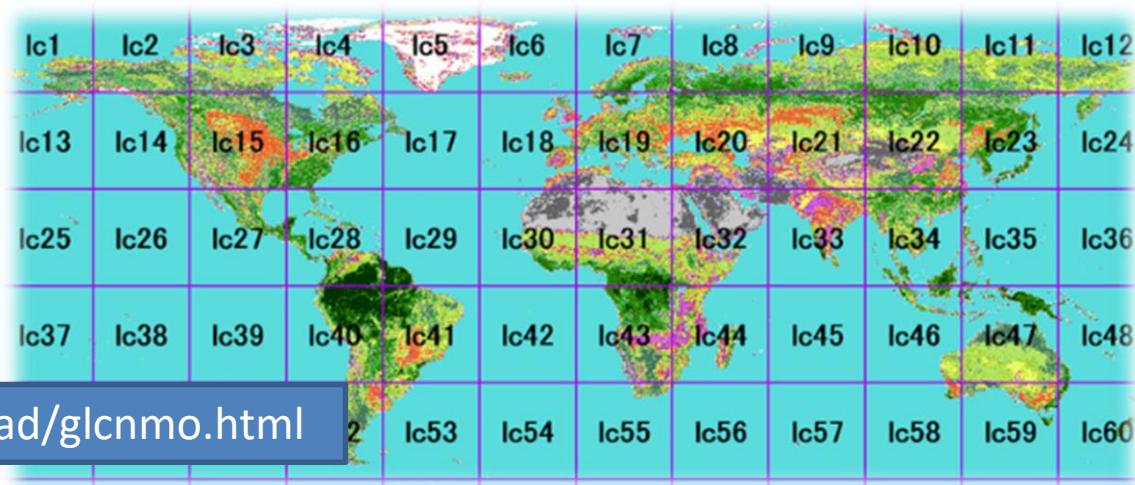 lc1 lc2 lc3 lc4 lc5 lc6 lc7 lc8 lc9 lc10 lc11 lc12
lc13 lc14 lc15 lc16 lc17 lc18 lc19 lc20 lc21 lc22 lc23 lc24
lc25 lc26 lc27 lc28 lc29 lc30 lc31 lc32 lc33 lc34 lc35 lc36
lc37 lc38 lc39 lc40 lc41 lc42 lc43 lc44 lc45 lc46 lc47 lc48
ad/glcnmo.html 2 lc53 lc54 lc55 lc56 lc57 lc58 lc59 lc60